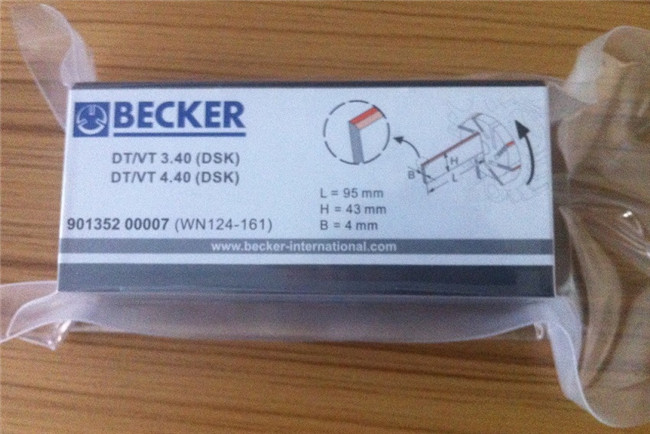 BECKER
DT/VT 3.40 (DSK)
DT/VT 4.40 (DSK)
901352 00007 (WN124-161)
B
H
L
L = 95 mm
H = 43 mm
B = 4 mm
www.becker-international.com